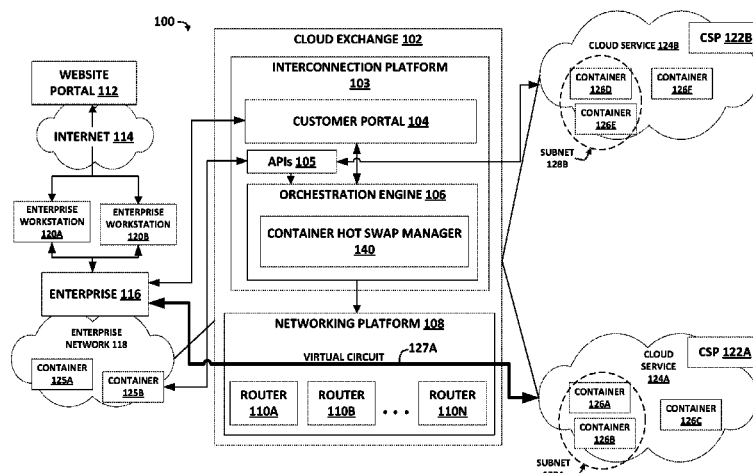 100
CLOUD EXCHANGE 102
INTERCONNECTION PLATFORM
103
CUSTOMER PORTAL 104
APIs 105
ORCHESTRATION ENGINE 106
CONTAINER HOT SWAP MANAGER
140
NETWORKING PLATFORM 108
VIRTUAL CIRCUIT
127A
ROUTER
110A
ROUTER
110B
• • •
ROUTER
110N
WEBSITE
PORTAL 112
INTERNET 114
ENTERPRISE
WORKSTATION
120A
ENTERPRISE
WORKSTATION
120B
ENTERPRISE 116
ENTERPRISE
NETWORK 118
CONTAINER
125A
CONTAINER
125B
CSP 122B
CLOUD SERVICE 124B
CONTAINER
126D
CONTAINER
126F
CONTAINER
126E
SUBNET
128B
CSP 122A
CLOUD
SERVICE
124A
CONTAINER
126A
CONTAINER
126C
CONTAINER
126B
SUBNET